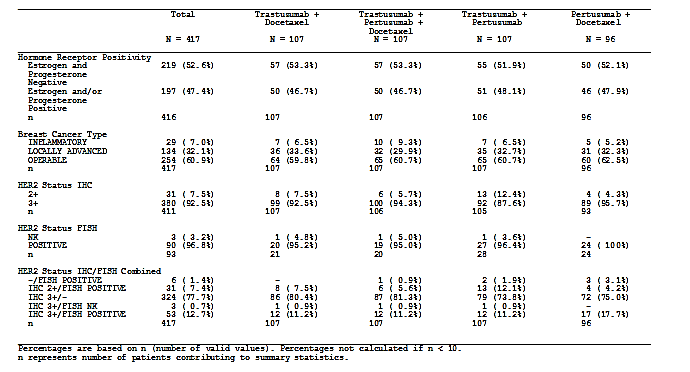 Total Trastusumab + Trastusumab + Trastusumab + Pertusumab +
Docetaxel Pertusumab + Pertusumab Docetaxel
Docetaxel
N = 417 N = 107 N = 107 N = 107 N = 96
Hormone Receptor Positivity
Estrogen and 219 (52.6%) 57 (53.3%) 57 (53.3%) 55 (51.9%) 50 (52.1%)
Progesterone
Negative
Estrogen and/or 197 (47.4%) 50 (46.7%) 50 (46.7%) 51 (48.1%) 46 (47.9%)
Progesterone
Positive
n 416 107 107 106 96
Breast Cancer Type
INFLAMMATORY 29 ( 7.0%) 7 ( 6.5%) 10 ( 9.3%) 7 ( 6.5%) 5 ( 5.2%)
LOCALLY ADVANCED 134 (32.1%) 36 (33.6%) 32 (29.9%) 35 (32.7%) 31 (32.3%)
OPERABLE 254 (60.9%) 64 (59.8%) 65 (60.7%) 65 (60.7%) 60 (62.5%)
n 417 107 107 107 96
HER2 Status IHC
2+ 31 ( 7.5%) 8 ( 7.5%) 6 ( 5.7%) 13 (12.4%) 4 ( 4.3%)
3+ 380 (92.5%) 99 (92.5%) 100 (94.3%) 92 (87.6%) 89 (95.7%)
n 411 107 106 105 93
HER2 Status FISH
NK 3 ( 3.2%) 1 ( 4.8%) 1 ( 5.0%) 1 ( 3.6%) -
POSITIVE 90 (96.8%) 20 (95.2%) 19 (95.0%) 27 (96.4%) 24 ( 100%)
n 93 21 20 28 24
HER2 Status IHC/FISH Combined
-/FISH POSITIVE 6 ( 1.4%) - 1 ( 0.9%) 2 ( 1.9%) 3 ( 3.1%)
IHC 2+/FISH POSITIVE 31 ( 7.4%) 8 ( 7.5%) 6 ( 5.6%) 13 (12.1%) 4 ( 4.2%)
IHC 3+/- 324 (77.7%) 86 (80.4%) 87 (81.3%) 79 (73.8%) 72 (75.0%)
IHC 3+/FISH NK 3 ( 0.7%) 1 ( 0.9%) 1 ( 0.9%) 1 ( 0.9%) -
IHC 3+/FISH POSITIVE 53 (12.7%) 12 (11.2%) 12 (11.2%) 12 (11.2%) 17 (17.7%)
n 417 107 107 107 96
Percentages are based on n (number of valid values). Percentages not calculated if n < 10.
n represents number of patients contributing to summary statistics.